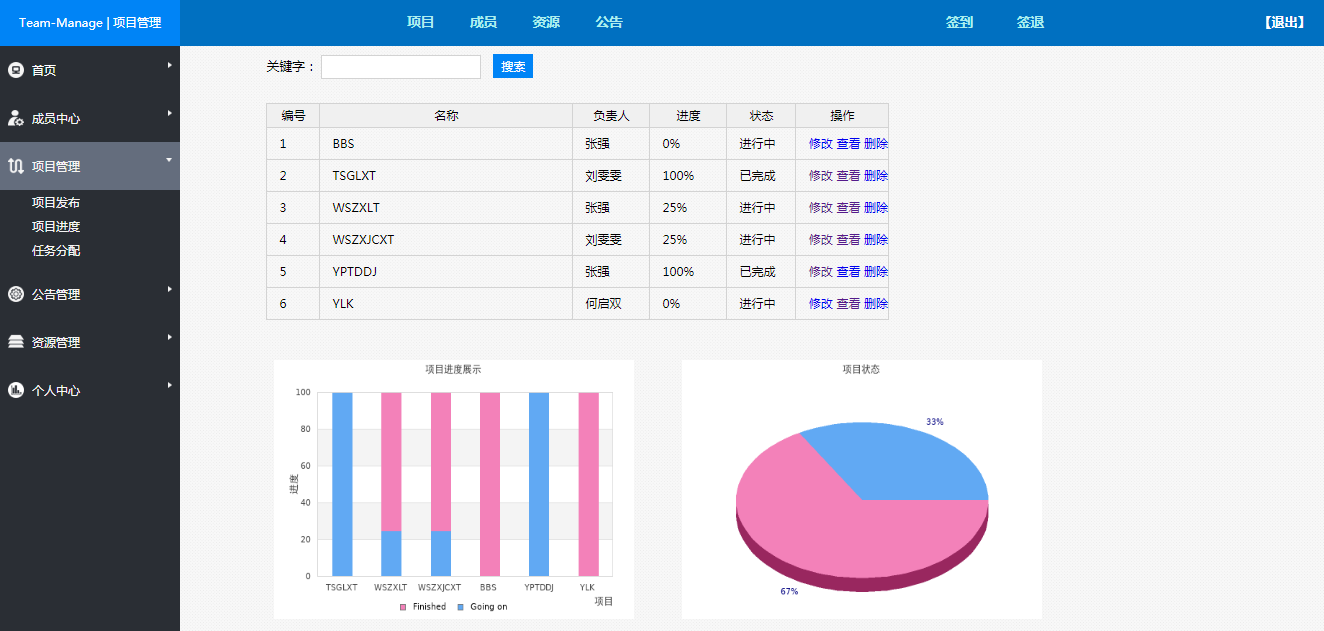 Team-Manage | 项目管理 项目 成员 资源 公告 签到 签退 【退出】
首页
成员中心
项目管理
项目发布
项目进度
任务分配
公告管理
资源管理
个人中心
关键字： 搜索
编号 名称 负责人 进度 状态 操作
1 BBS 张强 0% 进行中 修改 查看 删除
2 TSGLXT 刘雯雯 100% 已完成 修改 查看 删除
3 WSZXLT 张强 25% 进行中 修改 查看 删除
4 WSZXJCXT 刘雯雯 25% 进行中 修改 查看 删除
5 YPTDDJ 张强 100% 已完成 修改 查看 删除
6 YLK 何启双 0% 进行中 修改 查看 删除
项目进度展示
100
80
60
40
20
0
进度
TSGLXT WSZXLT WSZXJCXT BBS YPTDDJ YLK
项目
Finished Going on
项目状态
33%
67%